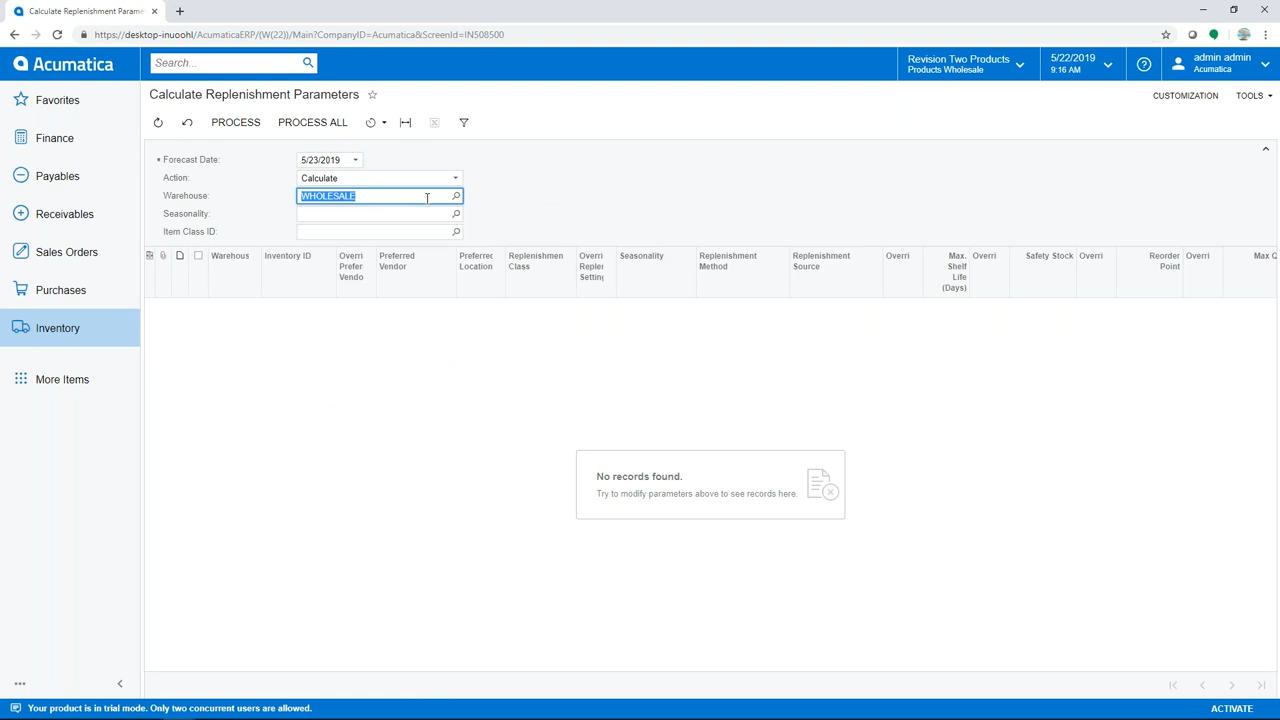 Calculate Replenishment Parame
https://desktop-inuoohl/AcumaticaERP/(W(22))/Main?CompanyID=Acumatica&ScreenId=IN508500
Acumatica
Search...
Revision Two Products
Products Wholesale
5/22/2019
9:16 AM
admin admin
Acumatica
Favorites
Finance
Payables
Receivables
Sales Orders
Purchases
Inventory
More Items
Calculate Replenishment Parameters
CUSTOMIZATION
TOOLS
PROCESS
PROCESS ALL
* Forecast Date:
5/23/2019
Action:
Calculate
Warehouse:
WHOLESALE
Seasonality:
Item Class ID:
Warehous
Inventory ID
Overri
Prefer
Vendo
Preferred
Vendor
Preferrec
Location
Replenishmen
Class
Overri
Repler
Setting
Seasonality
Replenishment
Method
Replenishment
Source
Overri
Max.
Shelf
Life
(Days)
Overri
Safety Stock
Overri
Reorder
Point
Overri
Max Q
No records found.
Try to modify parameters above to see records here.
Your product is in trial mode. Only two concurrent users are allowed.
ACTIVATE